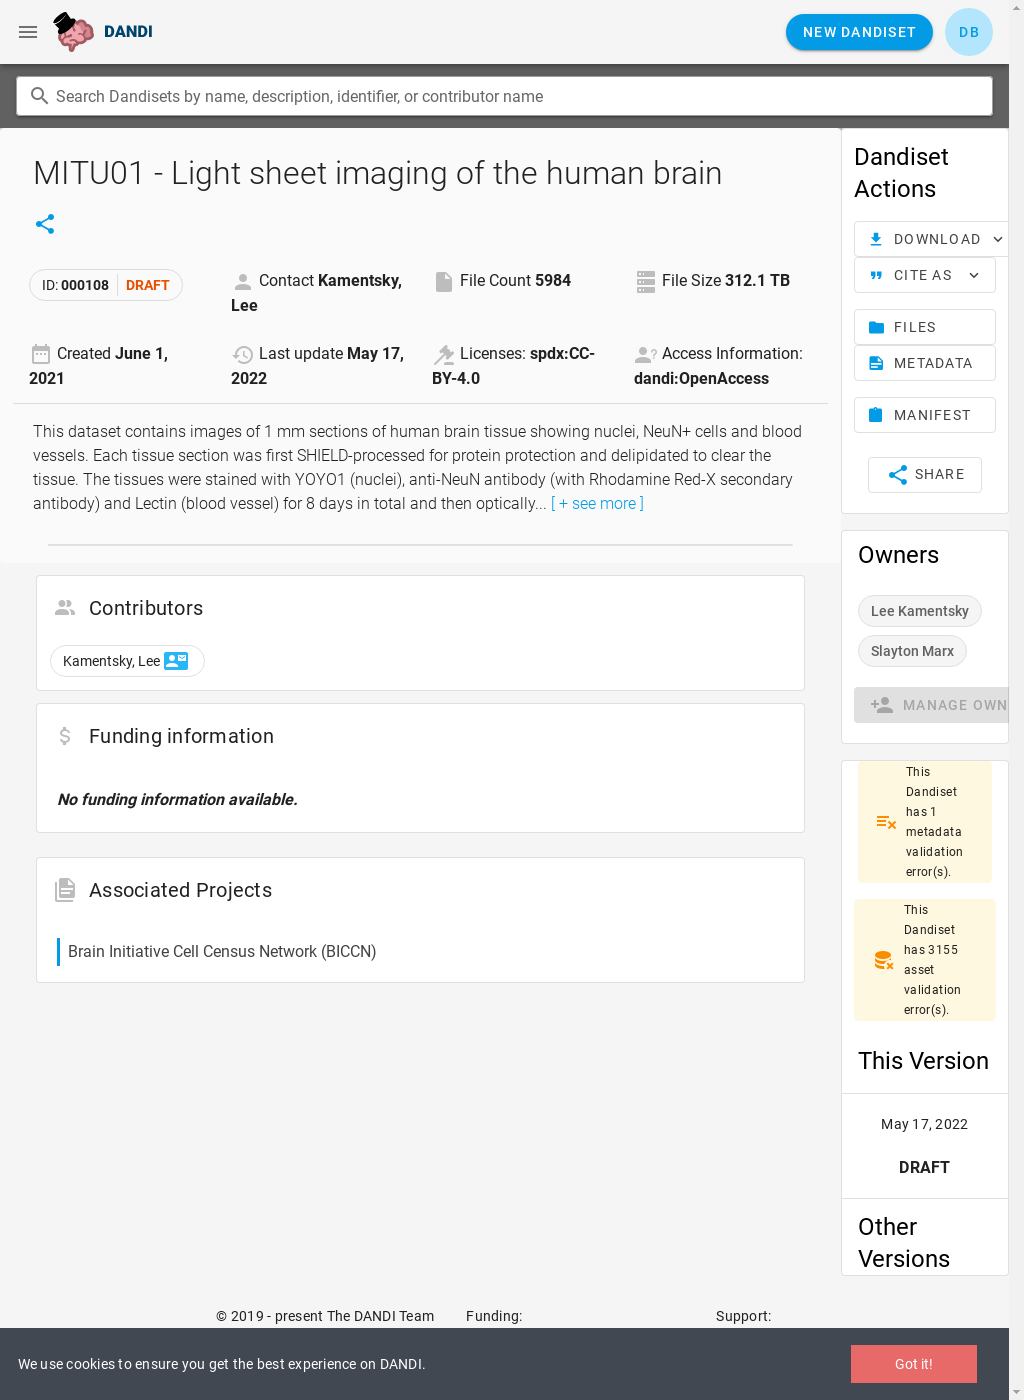 DANDI
NEW DANDISET
DB
Search Dandisets by name, description, identifier, or contributor name
MITU01 - Light sheet imaging of the human brain
ID: 000108 DRAFT
Contact Kamentsky, Lee
File Count 5984
File Size 312.1 TB
Created June 1, 2021
Last update May 17, 2022
Licenses: spdx:CC-BY-4.0
Access Information: dandi:OpenAccess
This dataset contains images of 1 mm sections of human brain tissue showing nuclei, NeuN+ cells and blood
vessels. Each tissue section was first SHIELD-processed for protein protection and delipidated to clear the
tissue. The tissues were stained with YOYO1 (nuclei), anti-NeuN antibody (with Rhodamine Red-X secondary
antibody) and Lectin (blood vessel) for 8 days in total and then optically... [ + see more ]
Contributors
Kamentsky, Lee
Funding information
No funding information available.
Associated Projects
Brain Initiative Cell Census Network (BICCN)
Dandiset
Actions
DOWNLOAD
CITE AS
FILES
METADATA
MANIFEST
SHARE
Owners
Lee Kamentsky
Slayton Marx
MANAGE OWN
This
Dandiset
has 1
metadata
validation
error(s).
This
Dandiset
has 3155
asset
validation
error(s).
This Version
May 17, 2022
DRAFT
Other
Versions
© 2019 - present The DANDI Team
Funding:
Support:
We use cookies to ensure you get the best experience on DANDI.
Got it!